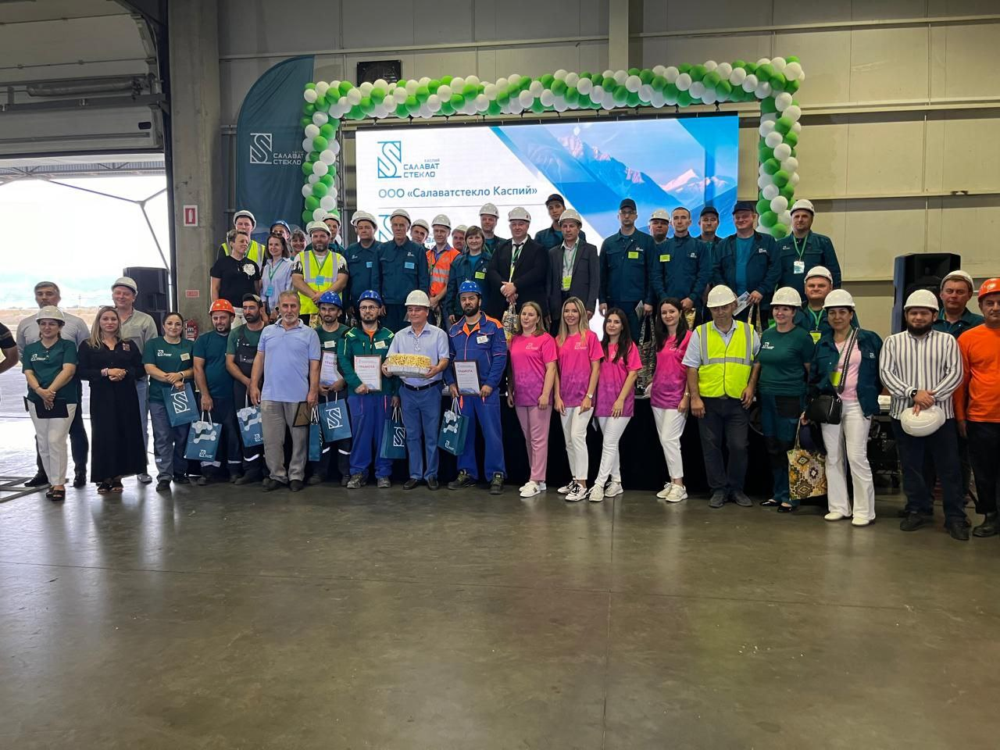 САЛАВАТ
СТЕКЛО
КАСПИЙ
САЛАВАТ
СТЕКЛО
ООО «Салаватстекло Каспий»
ГРАМОТА
ГРАМОТА
ГРАМОТА